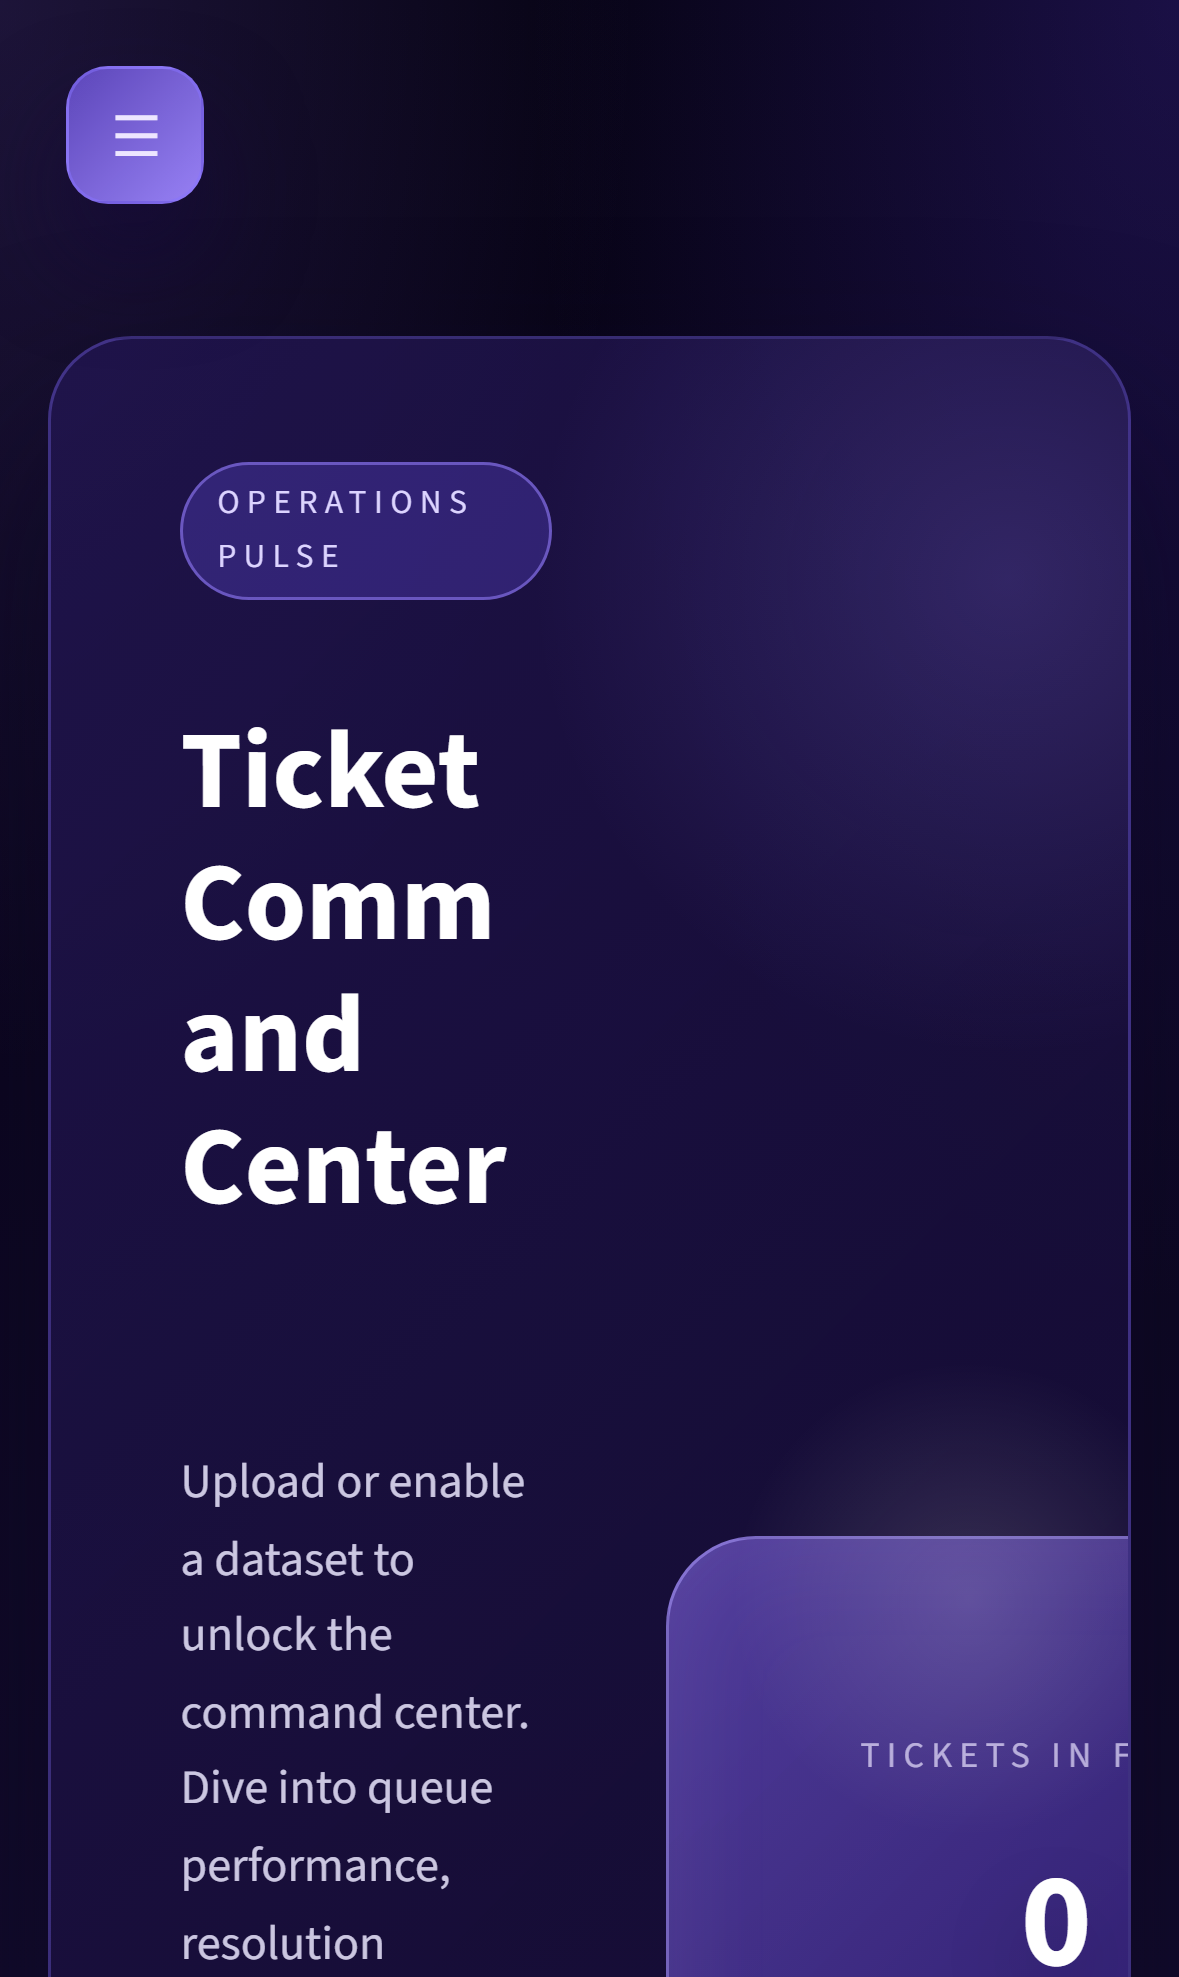 OPERATIONS
PULSE
Ticket
Comm
and
Center
Upload or enable
a dataset to
unlock the
command center.
Dive into queue
performance,
resolution
TICKETS IN F
0